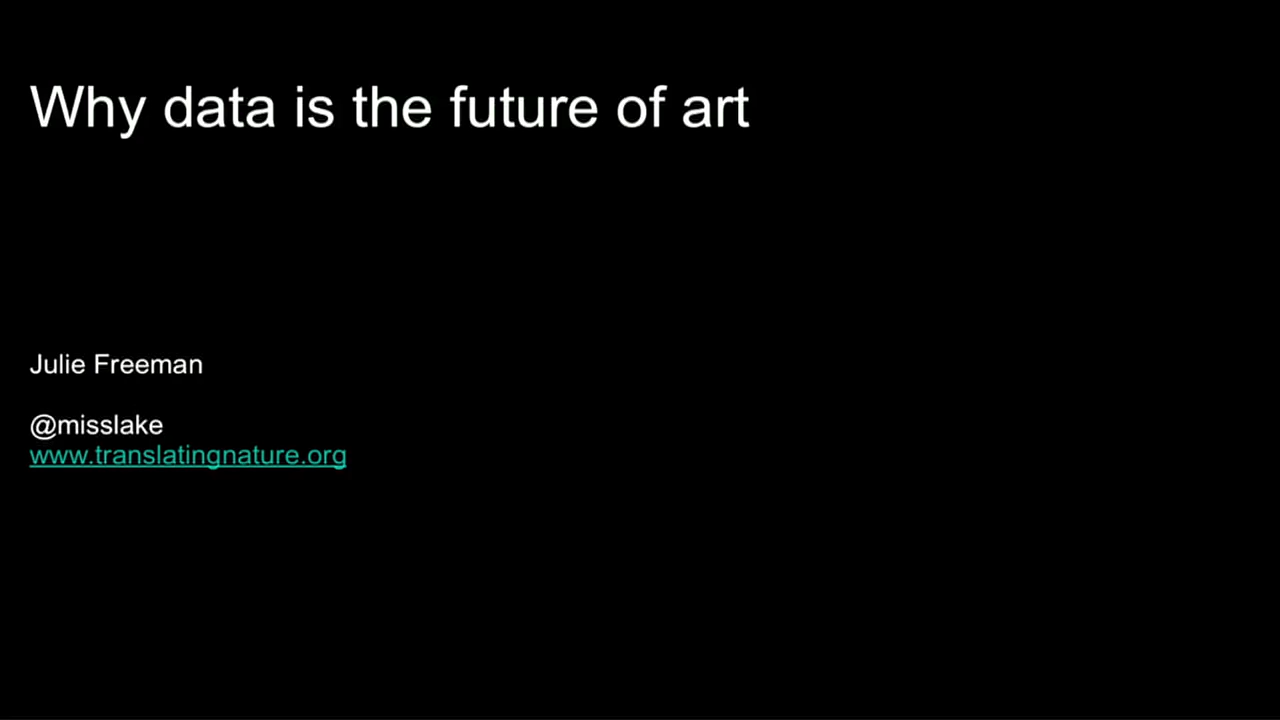 Why data is the future of art
Julie Freeman
@misslake
www.translatingnature.org